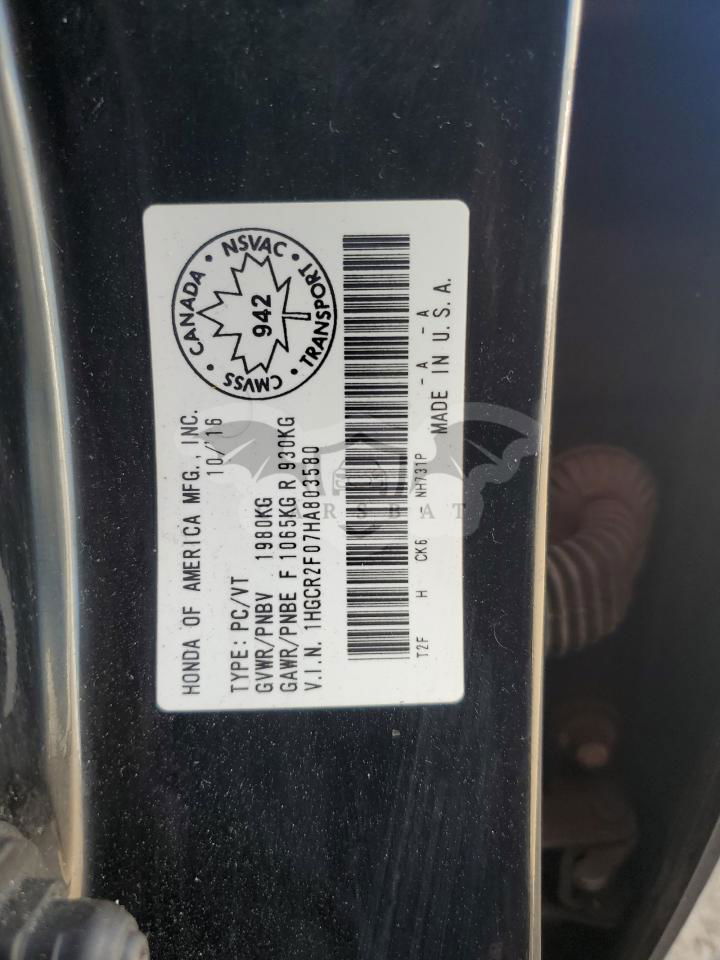 HONDA OF AMERICA MFG., INC.
10/16
TYPE: PC/VT
GVWR/PNBV 1980KG
GAWR/PNBE F 1065KG R 930KG
V.I.N. 1HGCR2F07HA803580
CANADA • NSVAC • TRANSPORT • CMVSS •
942
T2F H CK6 - NH731P - A - A
MADE IN U.S.A.
CARSBAT